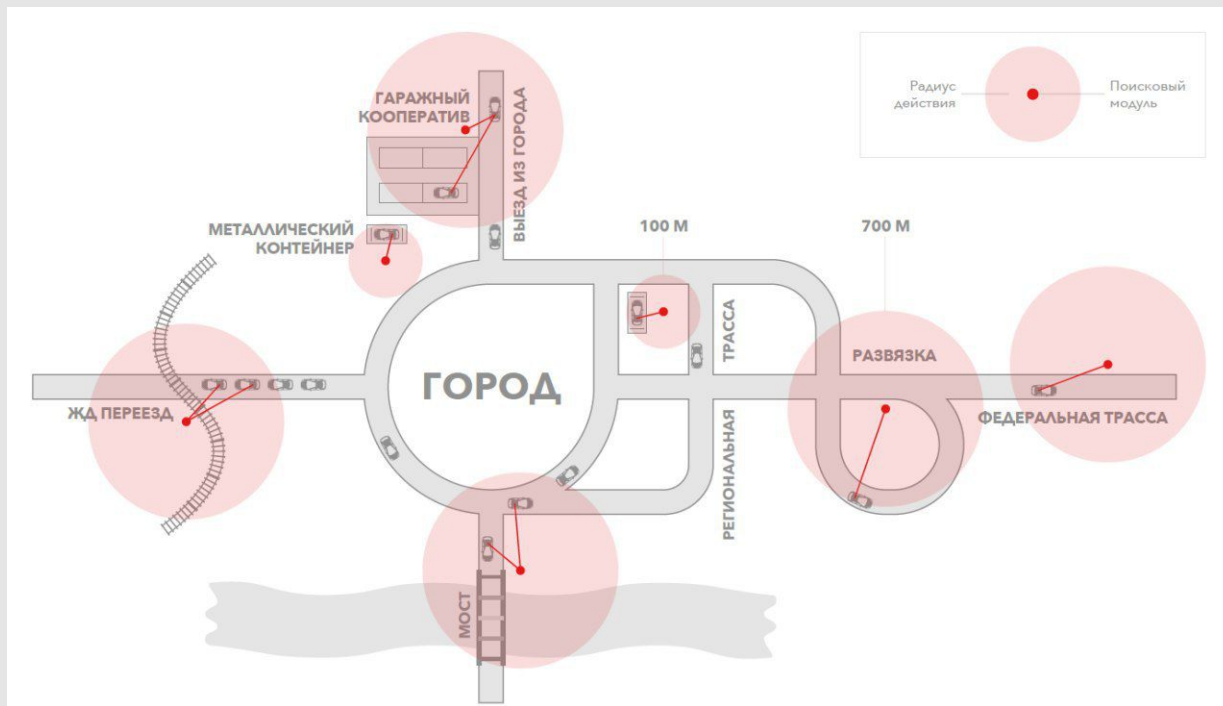 ГАРАЖНЫЙ
КООПЕРАТИВ
ВЫЕЗД ИЗ ГОРОДА
Радиус
действия
Поисковый
модуль
МЕТАЛЛИЧЕСКИЙ
КОНТЕЙНЕР
100 М
700 М
ТРАССА
РАЗВЯЗКА
ГОРОД
ЖД ПЕРЕЕЗД
ФЕДЕРАЛЬНАЯ ТРАССА
РЕГИОНАЛЬНАЯ
МОСТ